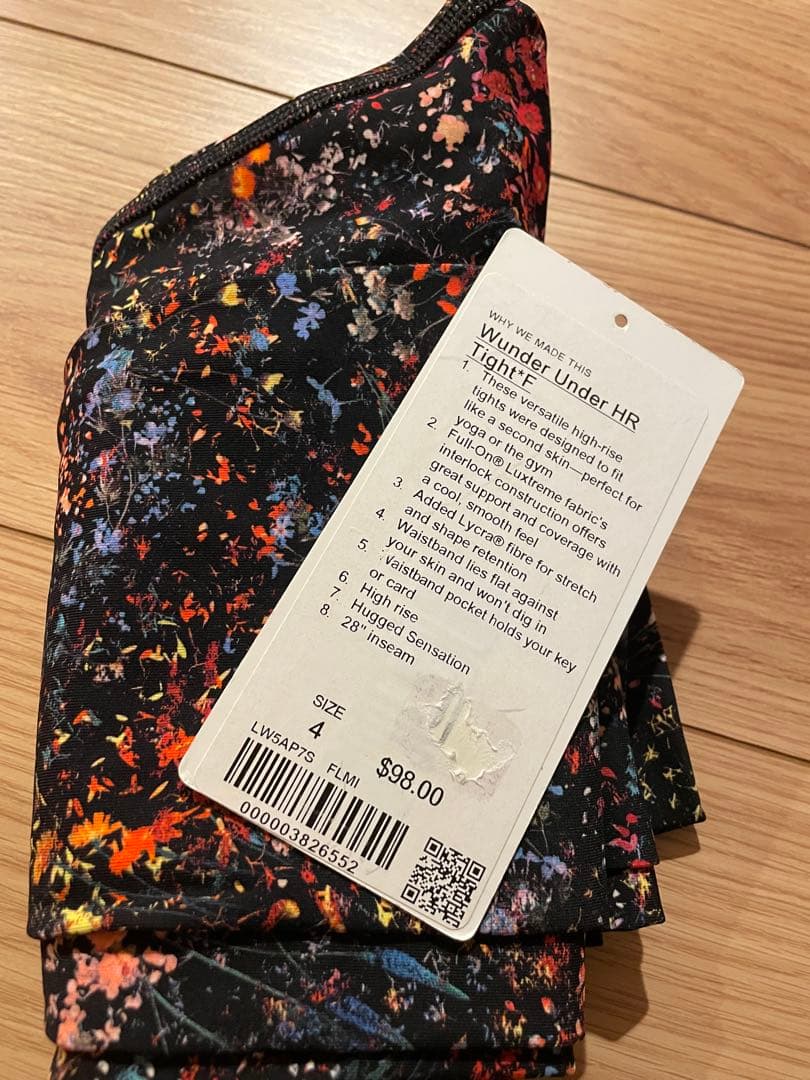 WHY WE MADE THIS
Wunder Under HR
Tight*F
1. These versatile high-rise
tights were designed to fit
like a second skin—perfect for
yoga or the gym
2. Full-On® Luxtreme fabric's
interlock construction offers
great support and coverage with
a cool, smooth feel
3. Added Lycra® fibre for stretch
and shape retention
4. Waistband lies flat against
your skin and won't dig in
5. Waistband pocket holds your key
or card
6. High rise
7. Hugged Sensation
8. 28" inseam
SIZE
4
LW5AP7S FLMI
$98.00
000003826552